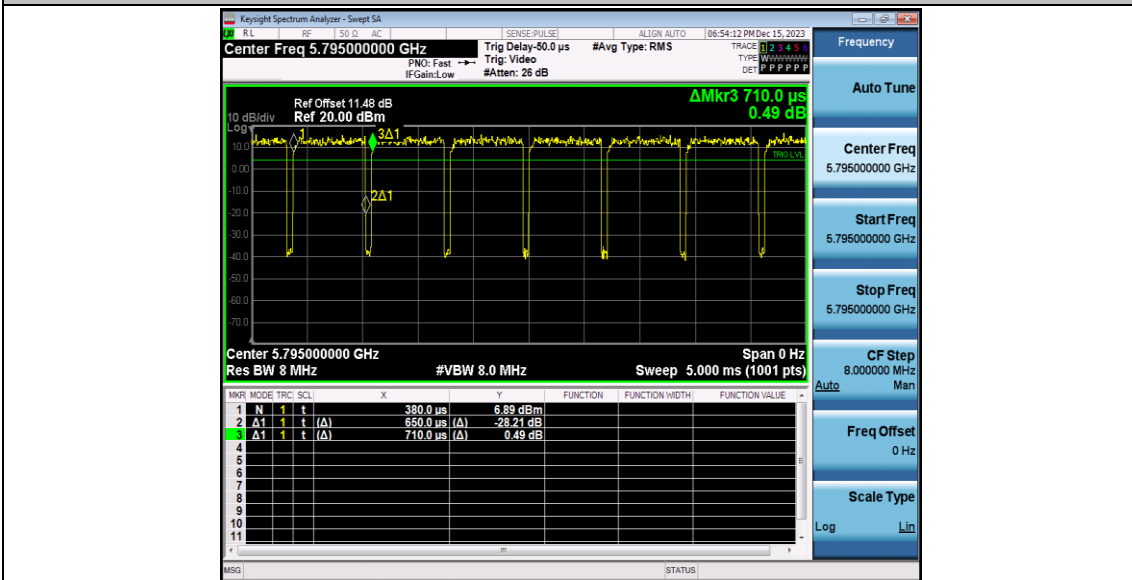 Keysight Spectrum Analyzer - Swept SA
RL RF 50 Ω AC SENSE:PULSE ALIGN AUTO 06:54:12 PM Dec 15, 2023
Center Freq 5.795000000 GHz Trig Delay-50.0 µs #Avg Type: RMS TRACE 1 2 3 4 5 6
PNO: Fast Trig: Video TYPE WWWWWW
IFGain:Low #Atten: 26 dB DET P P P P P P
Frequency
Auto Tune
ΔMkr3 710.0 µs
0.49 dB
Ref Offset 11.48 dB
10 dB/div Ref 20.00 dBm
Log
1
3Δ1
2Δ1
TRIG LVL
10.0
0.00
-10.0
-20.0
-30.0
-40.0
-50.0
-60.0
-70.0
Center Freq
5.795000000 GHz
Start Freq
5.795000000 GHz
Stop Freq
5.795000000 GHz
Center 5.795000000 GHz Span 0 Hz
Res BW 8 MHz #VBW 8.0 MHz Sweep 5.000 ms (1001 pts)
CF Step
8.000000 MHz
Auto Man
MKR MODE TRC SCL X Y FUNCTION FUNCTION WIDTH FUNCTION VALUE
1 N 1 t 380.0 µs 6.89 dBm
2 Δ1 1 t (Δ) 650.0 µs (Δ) -28.21 dB
3 Δ1 1 t (Δ) 710.0 µs (Δ) 0.49 dB
4
5
6
7
8
9
10
11
Freq Offset
0 Hz
Scale Type
Log Lin
MSG STATUS